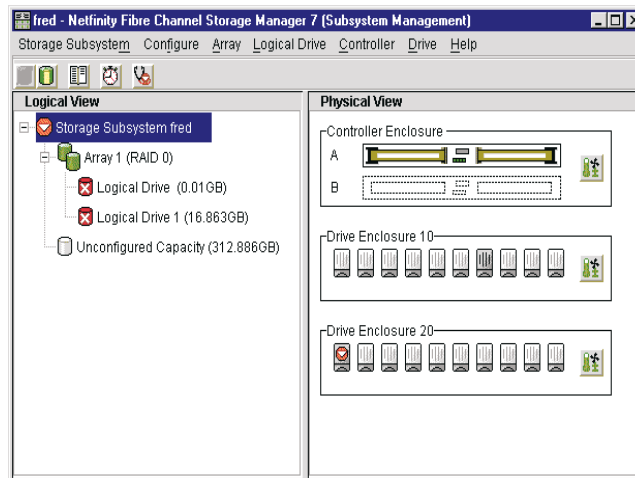 fred - Netfinity Fibre Channel Storage Manager 7 (Subsystem Management)
Storage Subsystem Configure Array Logical Drive Controller Drive Help
Logical View
Physical View
Storage Subsystem fred
Array 1 (RAID 0)
Logical Drive (0.01GB)
Logical Drive 1 (16.863GB)
Unconfigured Capacity (312.886GB)
Controller Enclosure
A
B
Drive Enclosure 10
Drive Enclosure 20